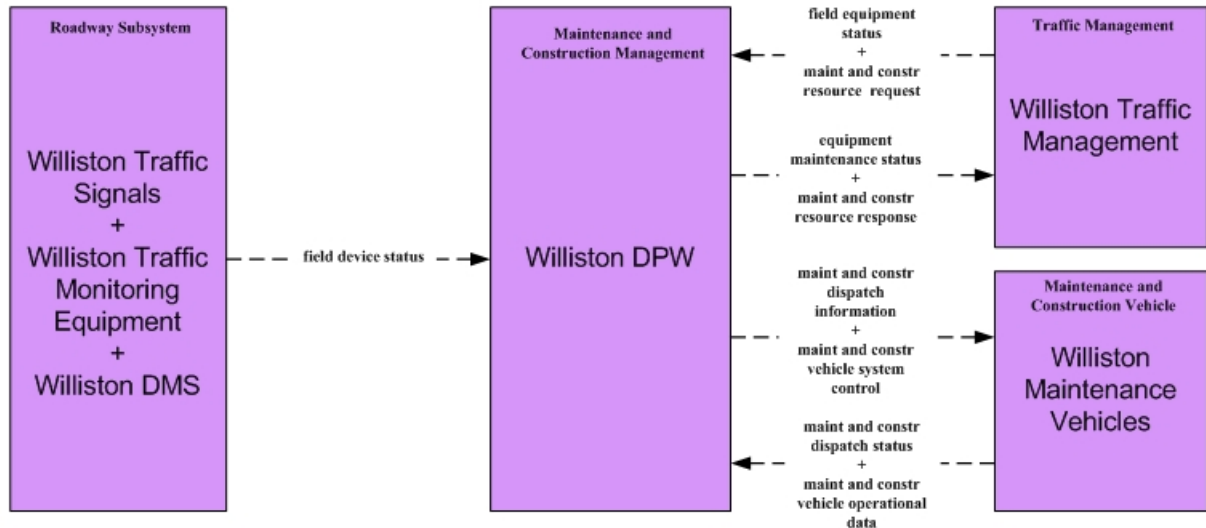 Roadway Subsystem
Williston Traffic
Signals
+
Williston Traffic
Monitoring
Equipment
+
Williston DMS
field device status
Maintenance and
Construction Management
Williston DPW
field equipment
status
+
maint and constr
resource request
equipment
maintenance status
+
maint and constr
resource response
maint and constr
dispatch
information
+
maint and constr
vehicle system
control
maint and constr
dispatch status
+
maint and constr
vehicle operational
data
Traffic Management
Williston Traffic
Management
Maintenance and
Construction Vehicle
Williston
Maintenance
Vehicles